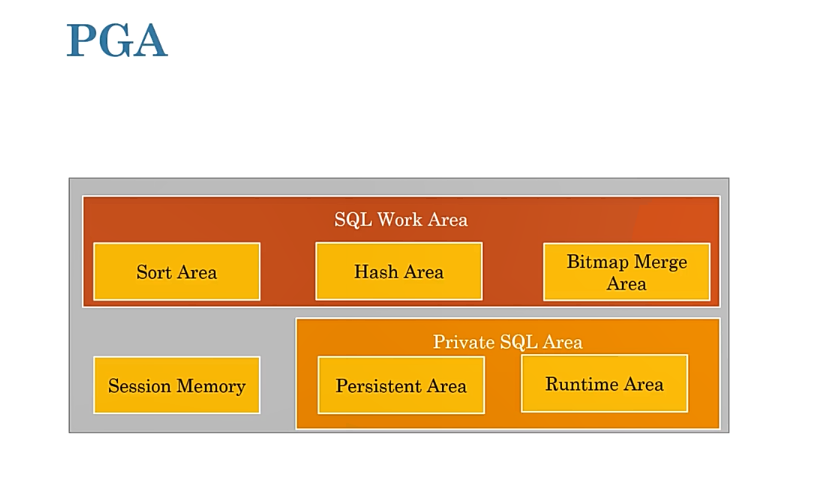 PGA
SQL Work Area
Sort Area
Hash Area
Bitmap Merge
Area
Private SQL Area
Session Memory
Persistent Area
Runtime Area